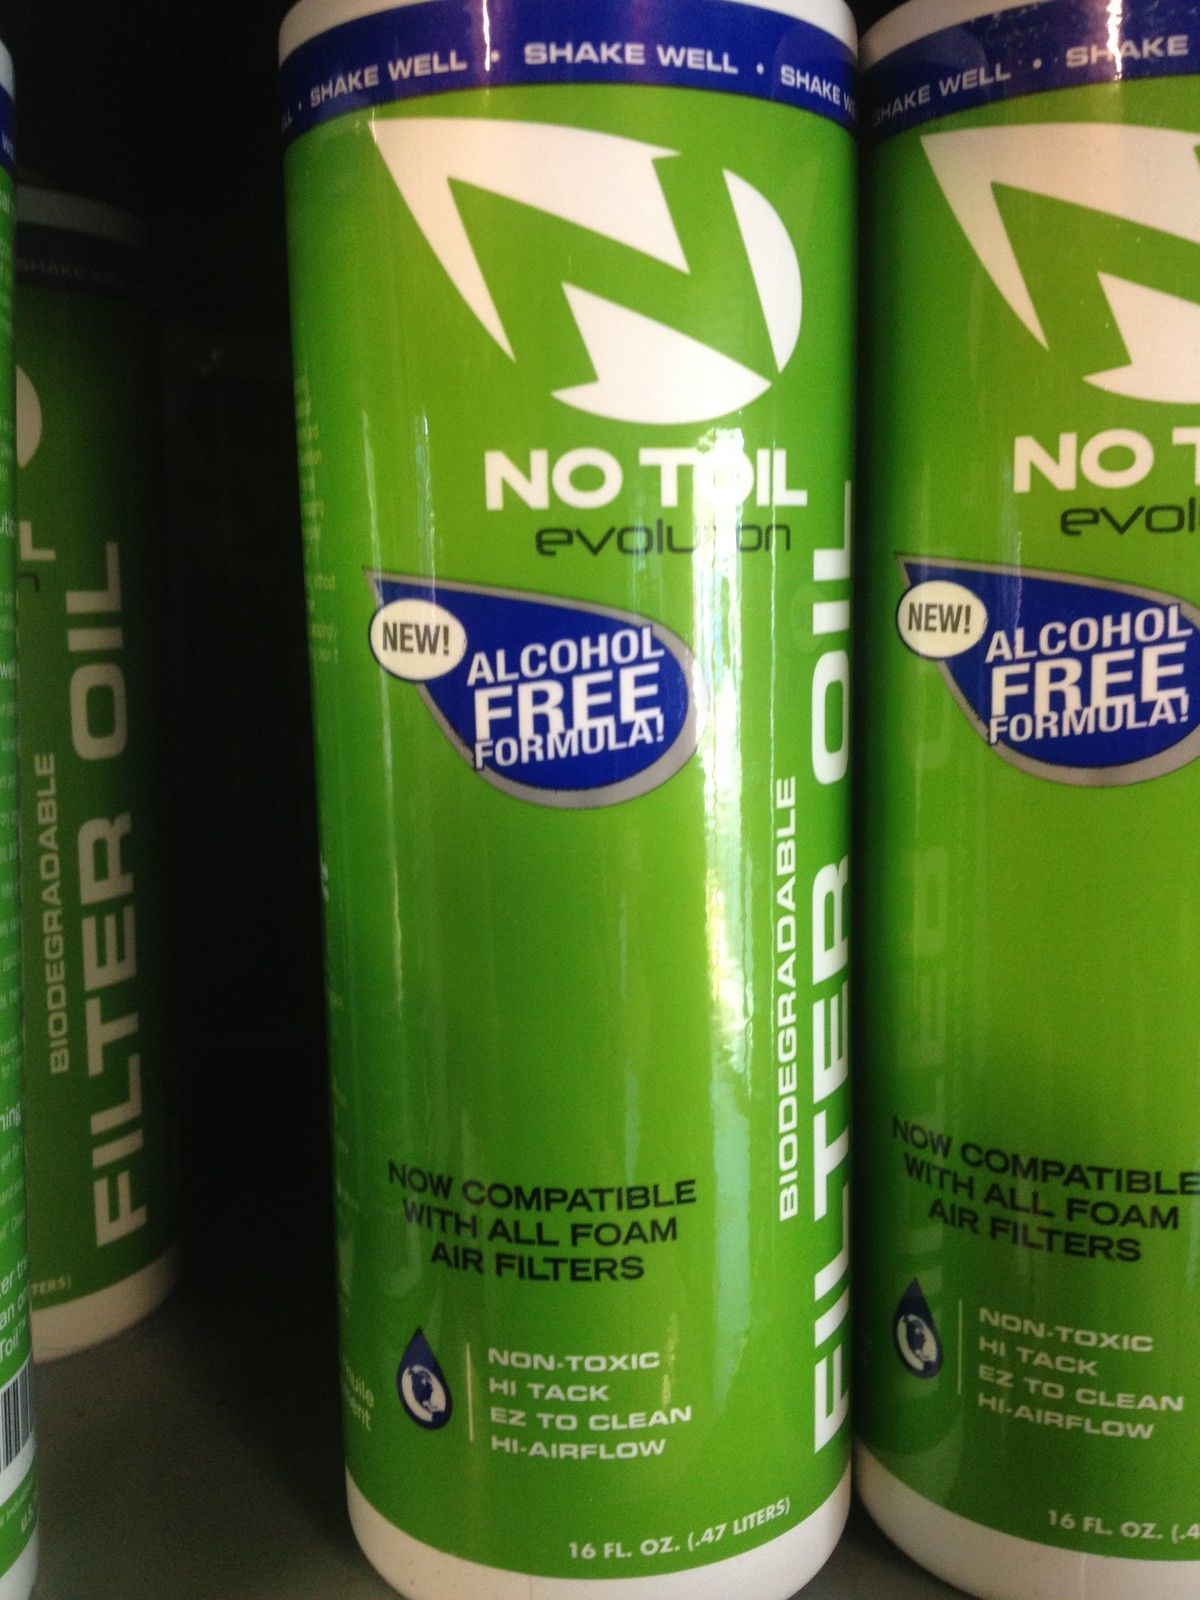 SHAKE WELL • SHAKE WELL • SHAKE
NO TOIL
evolution
NEW!
ALCOHOL
FREE
FORMULA!
BIODEGRADABLE
FILTER OIL
NOW COMPATIBLE
WITH ALL FOAM
AIR FILTERS
NON-TOXIC
HI TACK
EZ TO CLEAN
HI-AIRFLOW
16 FL. OZ. (.47 LITERS)
SHAKE WELL • SHAKE
NO
NEW!
ALCOHOL
FREE
FORMULA!
NOW COMPATIBLE
WITH ALL FOAM
AIR FILTERS
NON-TOXIC
HI TACK
EZ TO CLEAN
HI-AIRFLOW
16 FL. OZ.
SHAKE
BIODEGRADABLE
FILTER OIL